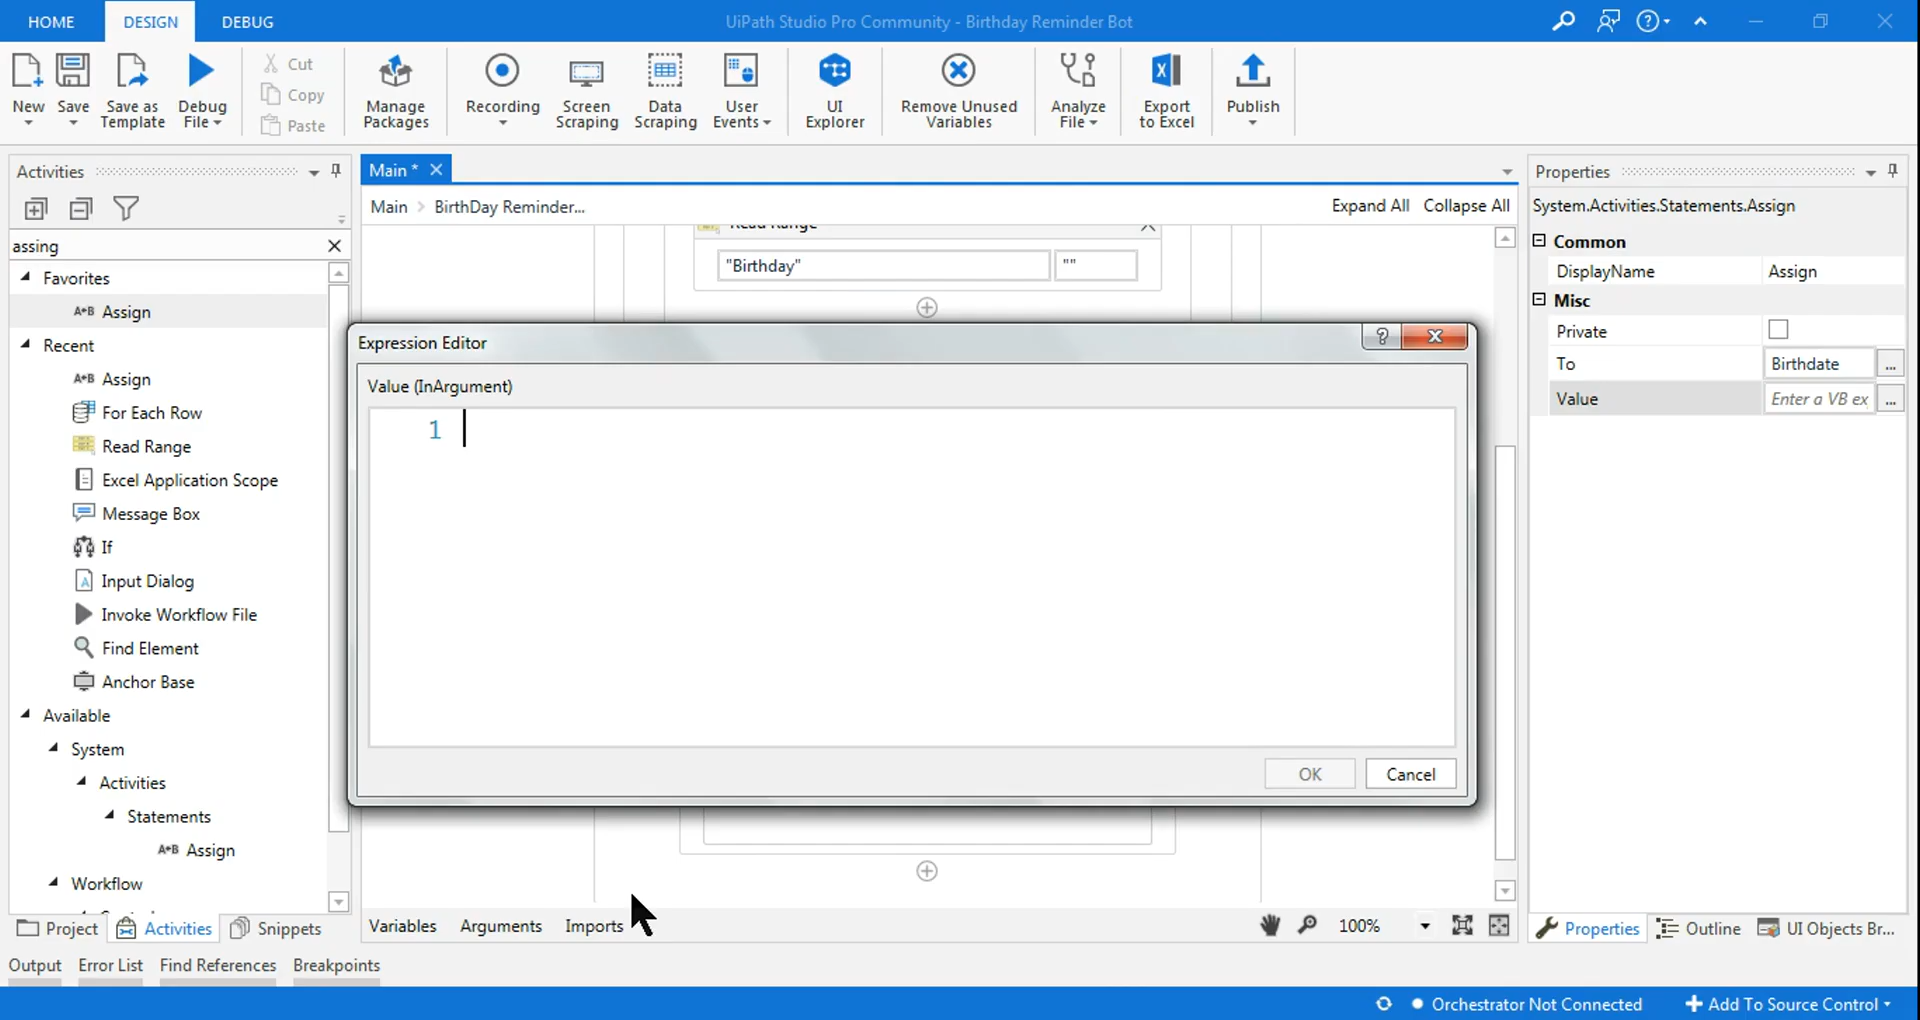 HOME DESIGN DEBUG UiPath Studio Pro Community - Birthday Reminder Bot
New
Save
Save as
Template
Debug
File
Cut
Copy
Paste
Manage
Packages
Recording
Screen
Scraping
Data
Scraping
User
Events
UI
Explorer
Remove Unused
Variables
Analyze
File
Export
to Excel
Publish
Activities
assing
Favorites
A*B Assign
Recent
A*B Assign
For Each Row
Read Range
Excel Application Scope
Message Box
If
Input Dialog
Invoke Workflow File
Find Element
Anchor Base
Available
System
Activities
Statements
A*B Assign
Workflow
Project Activities Snippets
Main *
Main > BirthDay Reminder... Expand All Collapse All
Read Range
"Birthday" ""
Expression Editor
Value (InArgument)
1
OK Cancel
Variables Arguments Imports 100%
Properties
System.Activities.Statements.Assign
Common
DisplayName Assign
Misc
Private
To Birthdate ...
Value Enter a VB ex ...
Properties Outline UI Objects Br...
Output Error List Find References Breakpoints
Orchestrator Not Connected Add To Source Control